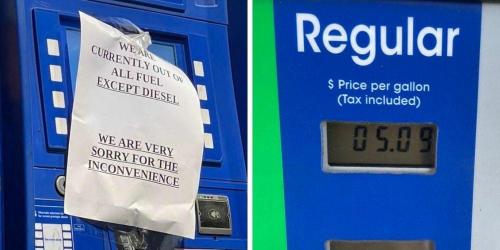 WE ARE
CURRENTLY OUT OF
ALL FUEL
EXCEPT DIESEL
WE ARE VERY
SORRY FOR THE
INCONVENIENCE
Regular
$ Price per gallon
(Tax included)
05.09